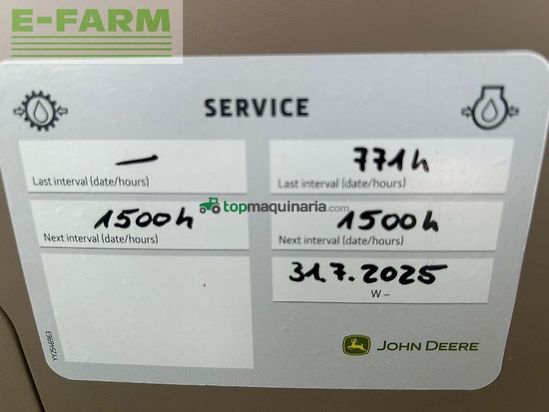 E-FARM
SERVICE
—
Last interval (date/hours)
771h
Last interval (date/hours)
1500h
Next interval (date/hours)
topmaquinaria.com
1500h
Next interval (date/hours)
31.7.2025
W –
YYZ546963
JOHN DEERE